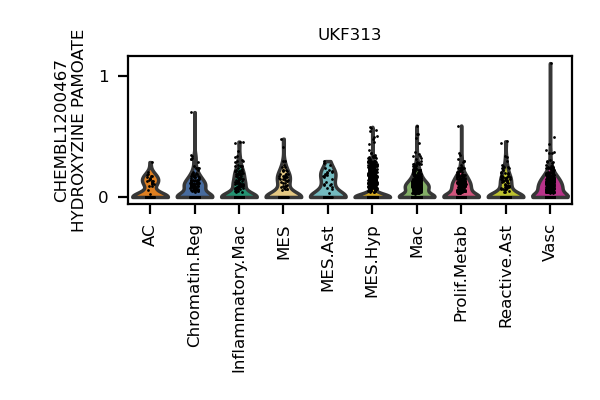 UKF313
CHEMBL1200467
HYDROXYZINE PAMOATE
1
0
AC
Chromatin.Reg
Inflammatory.Mac
MES
MES.Ast
MES.Hyp
Mac
Prolif.Metab
Reactive.Ast
Vasc